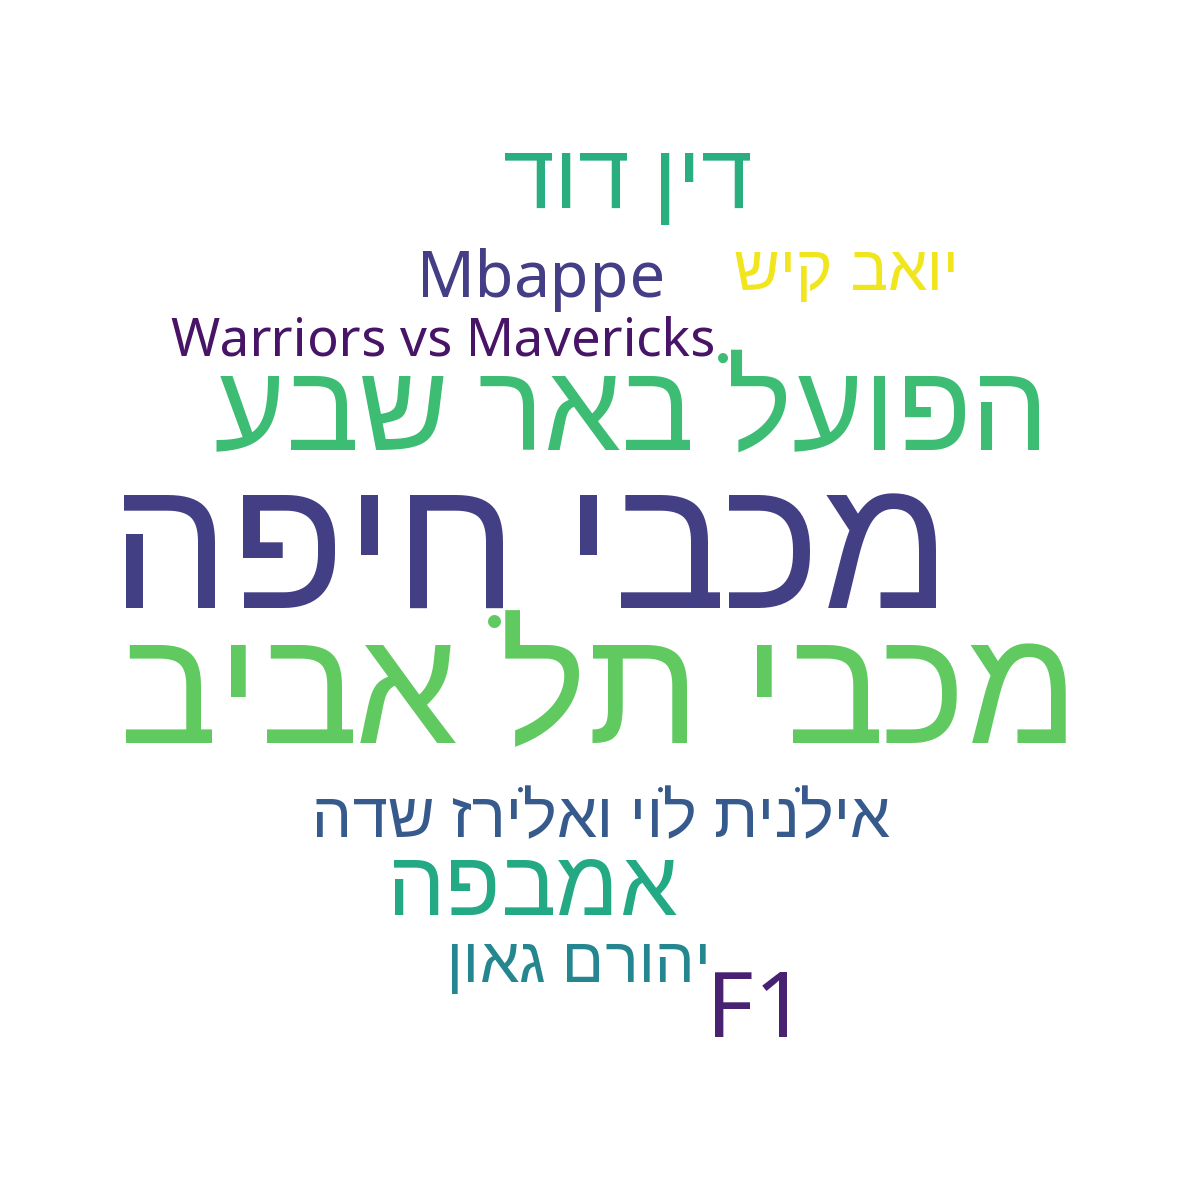 דין דוד
Mbappe
יואב קיש
Warriors vs Mavericks
הפועל באר שבע
מכבי חיפה
מכבי תל אביב
אילנית לוי ואלירז שדה
אמבפה
יהורם גאון
F1